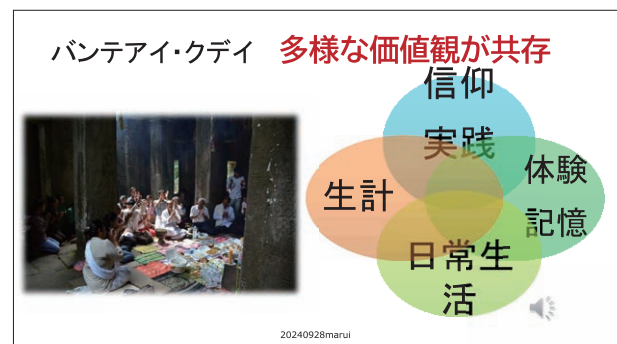 バンテアイ・クデイ 多様な価値観が共存
信仰
実践
生計
体験
記憶
日常生
活
20240928marui